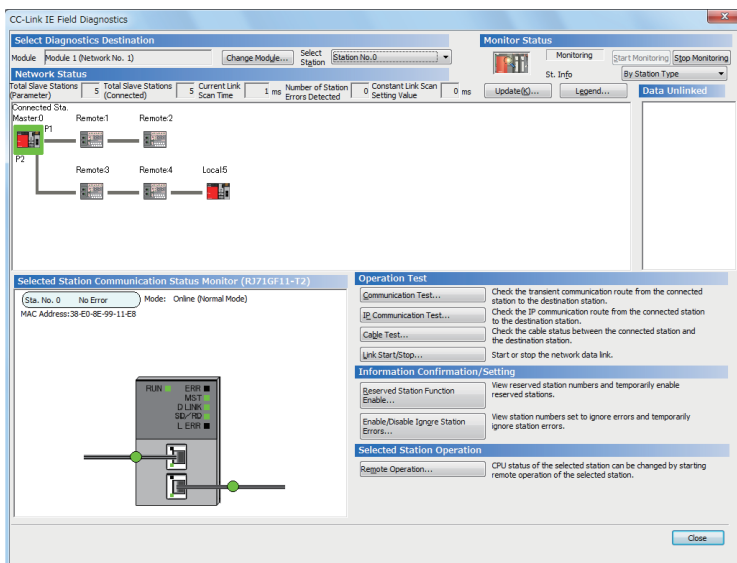 CC-Link IE Field Diagnostics
Select Diagnostics Destination
Module Module 1 (Network No. 1) Change Module... Select Station Station No.0
Monitor Status
Monitoring Start Monitoring Stop Monitoring
St. Info By Station Type
Network Status
Total Slave Stations (Parameter) 5 Total Slave Stations (Connected) 5 Current Link Scan Time 1 ms Number of Station Errors Detected 0 Constant Link Scan Setting Value 0 ms
Update(K)... Legend... Data Unlinked
Connected Sta.
Master:0 Remote:1 Remote:2
P1
P2
Remote:3 Remote:4 Local:5
Selected Station Communication Status Monitor (RJ71GF11-T2)
Sta. No. 0 No Error Mode: Online (Normal Mode)
MAC Address:38-E0-8E-99-11-E8
RUN ERR
MST
D LINK
SD/RD
L ERR
Operation Test
Communication Test... Check the transient communication route from the connected
station to the destination station.
IP Communication Test... Check the IP communication route from the connected station
to the destination station.
Cable Test... Check the cable status between the connected station and
the destination station.
Link Start/Stop... Start or stop the network data link.
Information Confirmation/Setting
Reserved Station Function
Enable...
View reserved station numbers and temporarily enable
reserved stations.
Enable/Disable Ignore Station
Errors...
View station numbers set to ignore errors and temporarily
ignore station errors.
Selected Station Operation
Remote Operation... CPU status of the selected station can be changed by starting
remote operation of the selected station.
Close